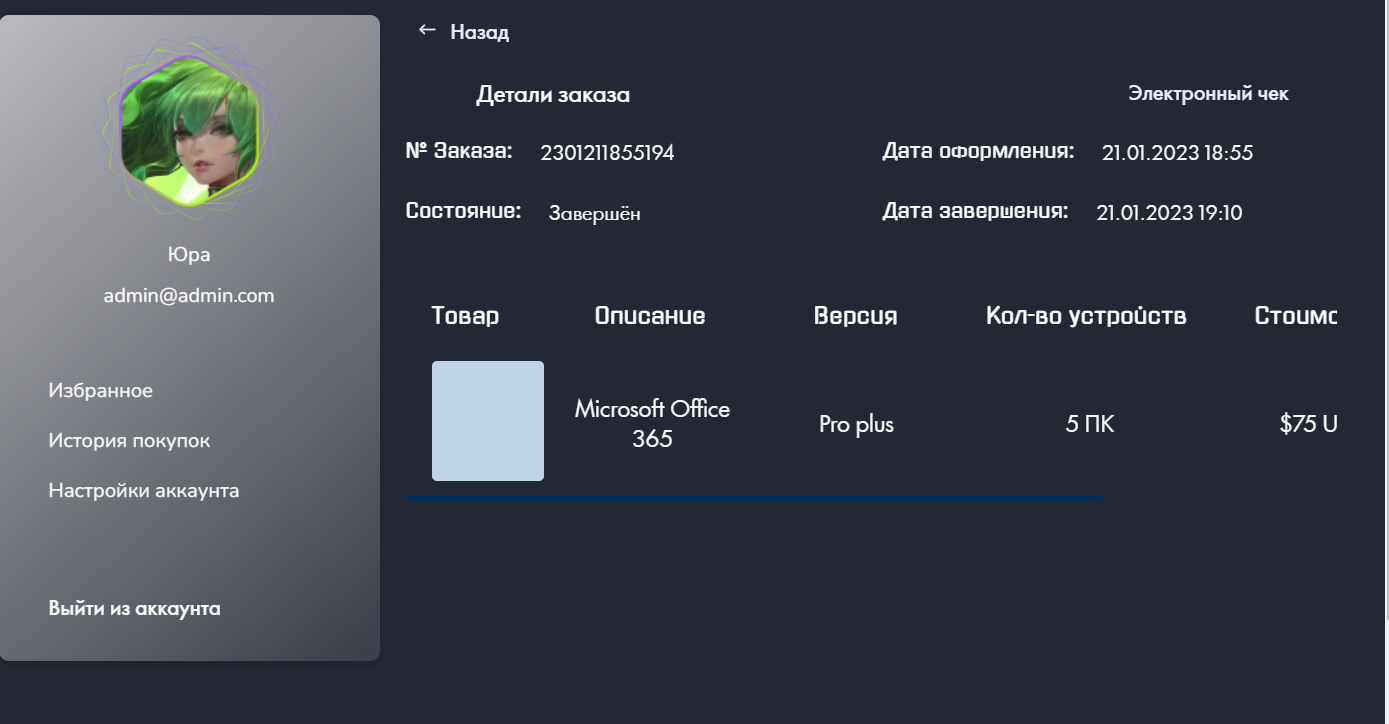 Юра
admin@admin.com
Избранное
История покупок
Настройки аккаунта
Выйти из аккаунта
← Назад
Детали заказа
Электронный чек
№ Заказа: 2301211855194
Дата оформления: 21.01.2023 18:55
Состояние: Завершён
Дата завершения: 21.01.2023 19:10
Товар Описание Версия Кол-во устройств Стоимо
Microsoft Office
365
Pro plus
5 ПК
$75 U